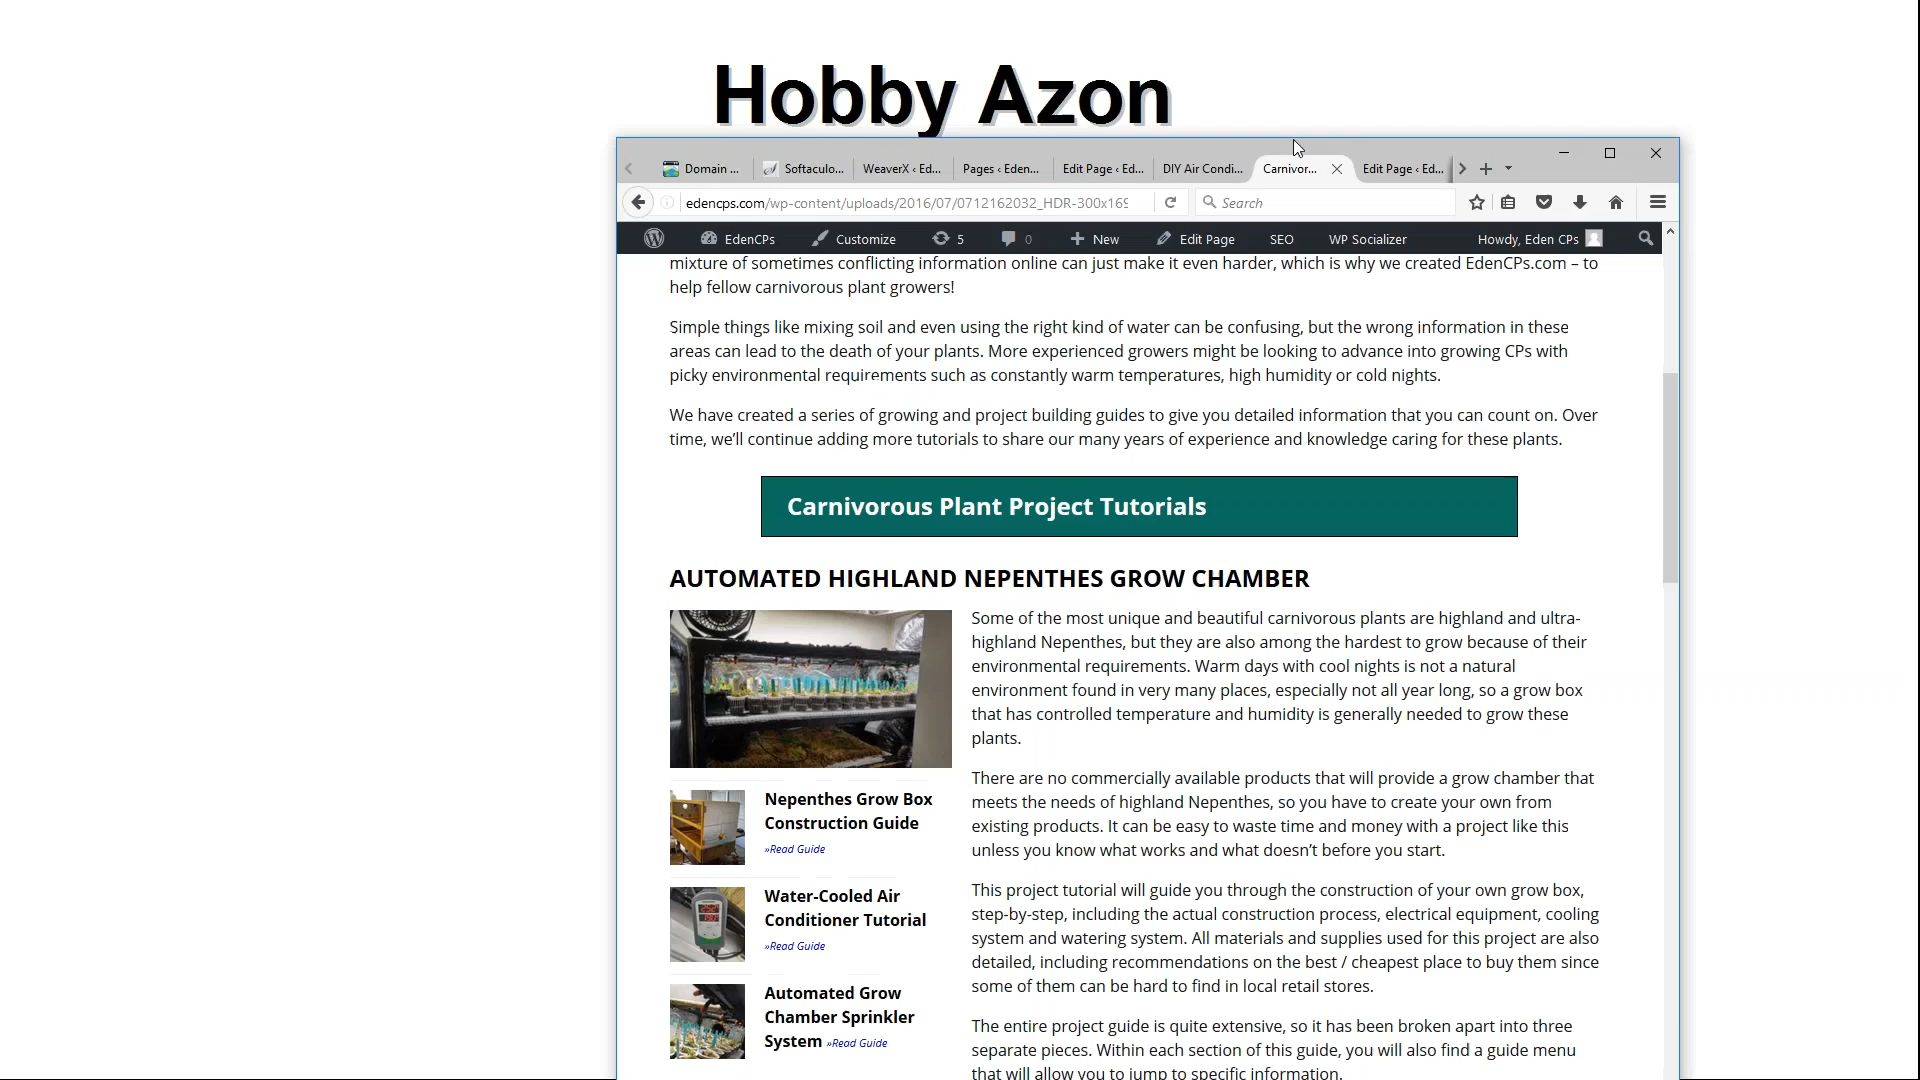 Hobby Azon
Domain ...
Softaculo...
WeaverX ‹ Ed...
Pages ‹ Eden...
Edit Page ‹ Ed...
DIY Air Condi...
Carnivor...
Edit Page ‹ Ed...
edencps.com/wp-content/uploads/2016/07/0712162032_HDR-300x169
Search
EdenCPs
Customize
5
0
New
Edit Page
SEO
WP Socializer
Howdy, Eden CPs
mixture of sometimes conflicting information online can just make it even harder, which is why we created EdenCPs.com – to
help fellow carnivorous plant growers!
Simple things like mixing soil and even using the right kind of water can be confusing, but the wrong information in these
areas can lead to the death of your plants. More experienced growers might be looking to advance into growing CPs with
picky environmental requirements such as constantly warm temperatures, high humidity or cold nights.
We have created a series of growing and project building guides to give you detailed information that you can count on. Over
time, we’ll continue adding more tutorials to share our many years of experience and knowledge caring for these plants.
Carnivorous Plant Project Tutorials
AUTOMATED HIGHLAND NEPENTHES GROW CHAMBER
Nepenthes Grow Box
Construction Guide
»Read Guide
Water-Cooled Air
Conditioner Tutorial
»Read Guide
Automated Grow
Chamber Sprinkler
System »Read Guide
Some of the most unique and beautiful carnivorous plants are highland and ultra-
highland Nepenthes, but they are also among the hardest to grow because of their
environmental requirements. Warm days with cool nights is not a natural
environment found in very many places, especially not all year long, so a grow box
that has controlled temperature and humidity is generally needed to grow these
plants.
There are no commercially available products that will provide a grow chamber that
meets the needs of highland Nepenthes, so you have to create your own from
existing products. It can be easy to waste time and money with a project like this
unless you know what works and what doesn’t before you start.
This project tutorial will guide you through the construction of your own grow box,
step-by-step, including the actual construction process, electrical equipment, cooling
system and watering system. All materials and supplies used for this project are also
detailed, including recommendations on the best / cheapest place to buy them since
some of them can be hard to find in local retail stores.
The entire project guide is quite extensive, so it has been broken apart into three
separate pieces. Within each section of this guide, you will also find a guide menu
that will allow you to jump to specific information.